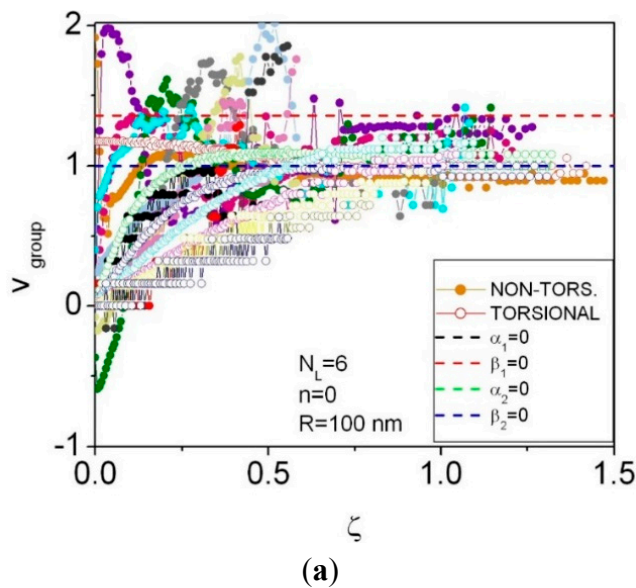 2
1
0
-1
v group
0.0 0.5 1.0 1.5
ζ
N_L=6
n=0
R=100 nm
NON-TORS.
TORSIONAL
α₁=0
β₁=0
α₂=0
β₂=0
(a)